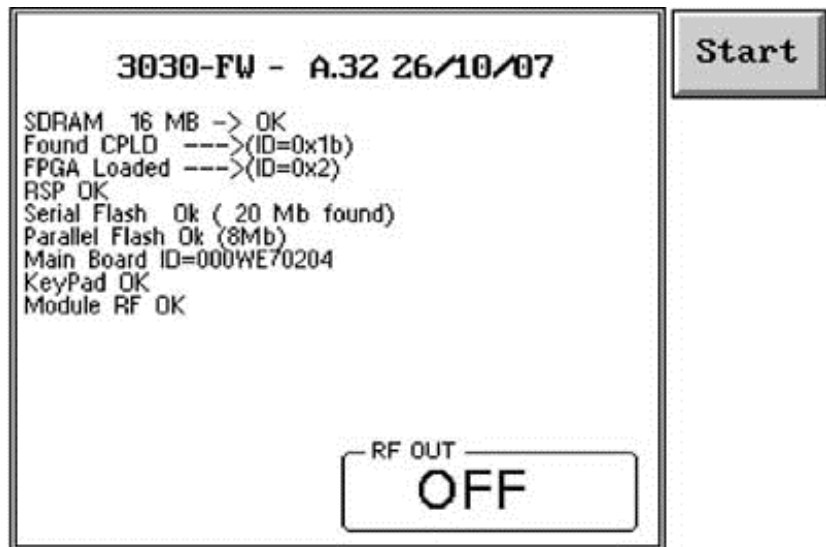 3030-FW - A.32 26/10/07
Start
SDRAM 16 MB -> OK
Found CPLD --->(ID=0x1b)
FPGA Loaded --->(ID=0x2)
RSP OK
Serial Flash Ok ( 20 Mb found)
Parallel Flash Ok (8Mb)
Main Board ID=000WE70204
KeyPad OK
Module RF OK
RF OUT
OFF